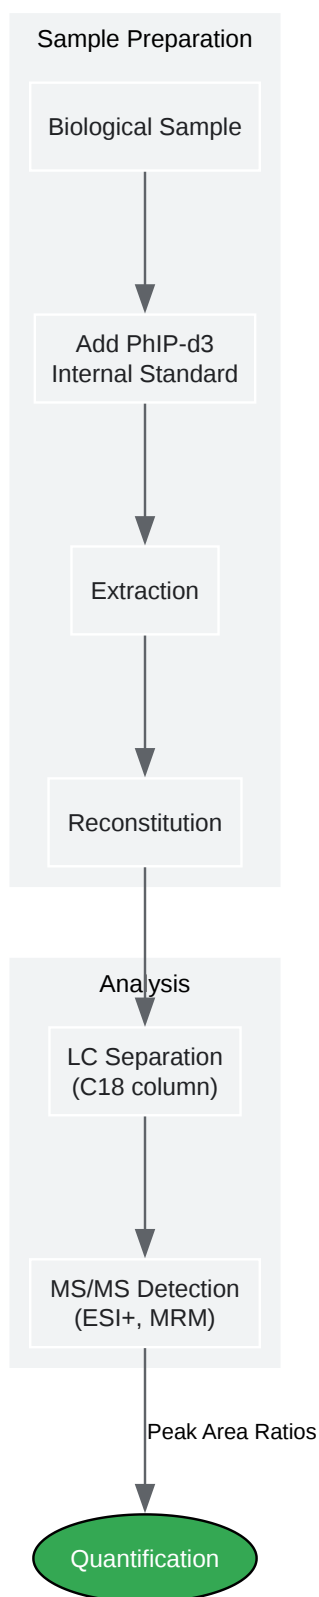 Sample Preparation
Biological Sample
Add PhIP-d3
Internal Standard
Extraction
Reconstitution
Analysis
LC Separation
(C18 column)
MS/MS Detection
(ESI+, MRM)
Peak Area Ratios
Quantification